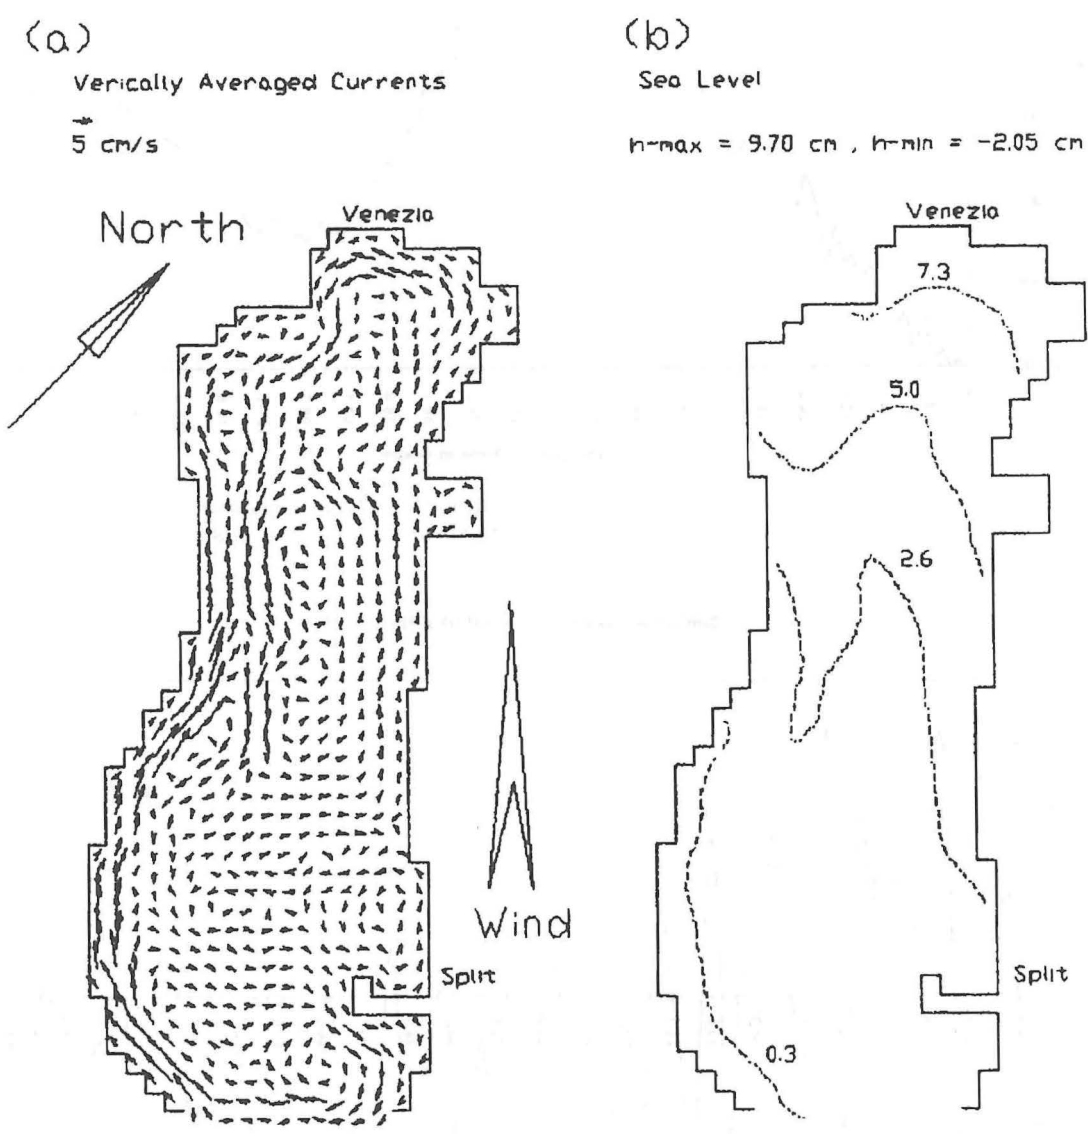 (a)
Verically Averaged Currents
5 cm/s
North
Venezia
Wind
Split
(b)
Sea Level
h-max = 9.70 cm , h-min = -2.05 cm
Venezia
7.3
5.0
2.6
Split
0.3